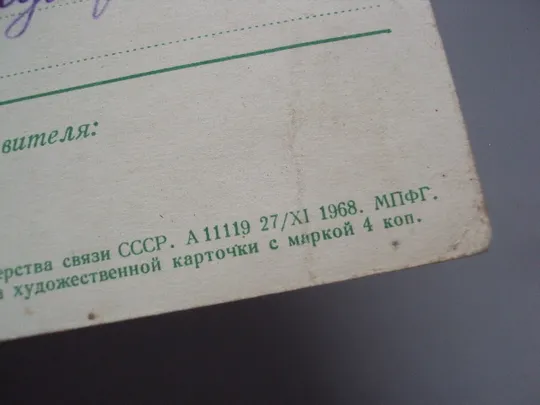 вителя:
ерства связи СССР. А 11119 27/XI 1968. МПФГ.
художественной карточки с маркой 4 коп.